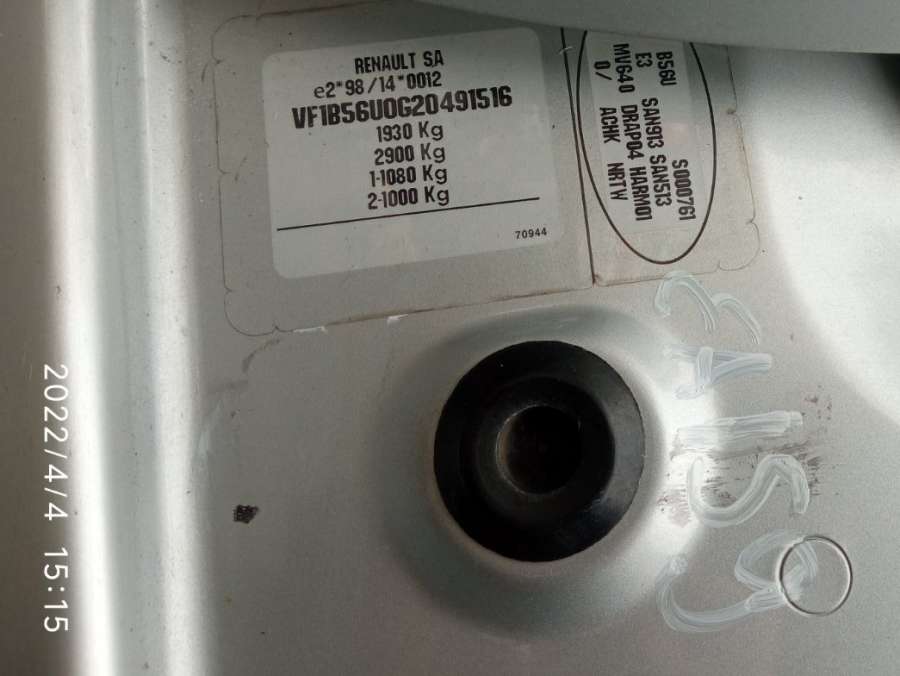 RENAULT SA
e2*98/14*0012
VF1B56U0G20491516
1930 Kg
2900 Kg
1-1080 Kg
2-1000 Kg
70944
B56U SAN913 SAN513 S000761
E3 DRAP04 HARM01
MV640 ACHK NRTW
0/
2022/4/4 15:15